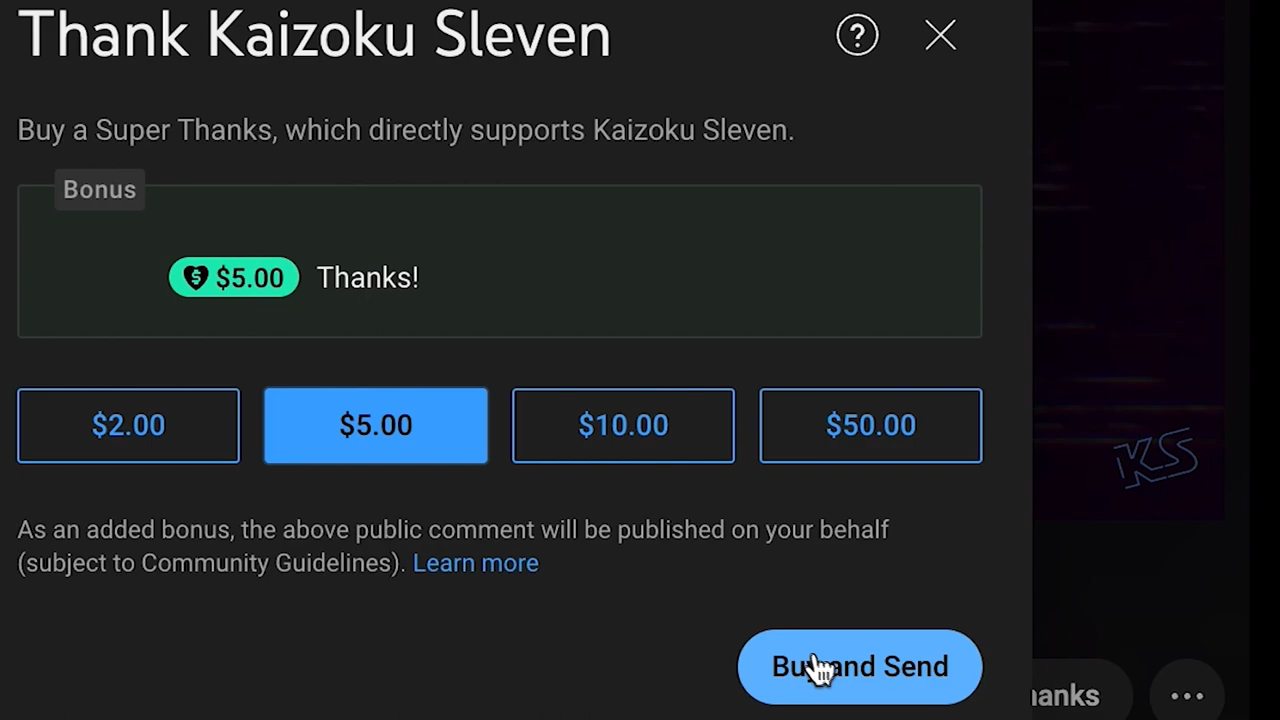 Thank Kaizoku Sleven
?
Buy a Super Thanks, which directly supports Kaizoku Sleven.
Bonus
$5.00 Thanks!
$2.00 $5.00 $10.00 $50.00
As an added bonus, the above public comment will be published on your behalf
(subject to Community Guidelines). Learn more
KS
Buy and Send